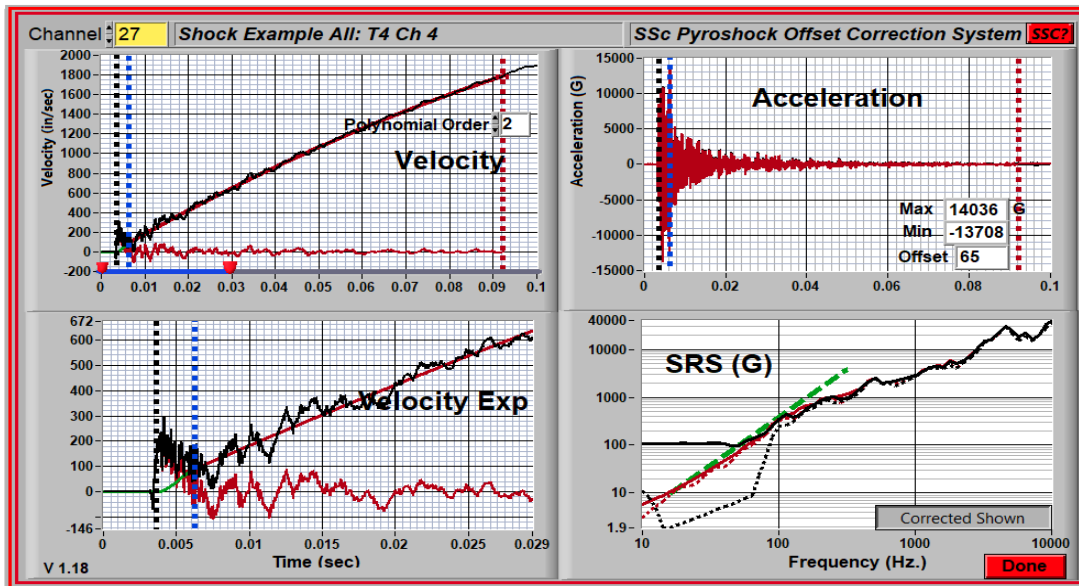 Channel 27 Shock Example All: T4 Ch 4 SSc Pyroshock Offset Correction System SSC?
Velocity (in/sec)
2000
1800
1600
1400
1200
1000
800
600
400
200
0
-200
Polynomial Order 2
Velocity
0 0.01 0.02 0.03 0.04 0.05 0.06 0.07 0.08 0.09 0.1
Acceleration (G)
15000
10000
5000
0
-5000
-10000
-15000
Acceleration
Max 14036 G
Min -13708
Offset 65
0 0.02 0.04 0.06 0.08 0.1
672
600
500
400
300
200
100
0
-146
Velocity Exp
0 0.005 0.01 0.015 0.02 0.025 0.029
Time (sec)
V 1.18
40000
10000
1000
100
10
1.9
SRS (G)
Corrected Shown
10 100 1000 10000
Frequency (Hz.)
Done